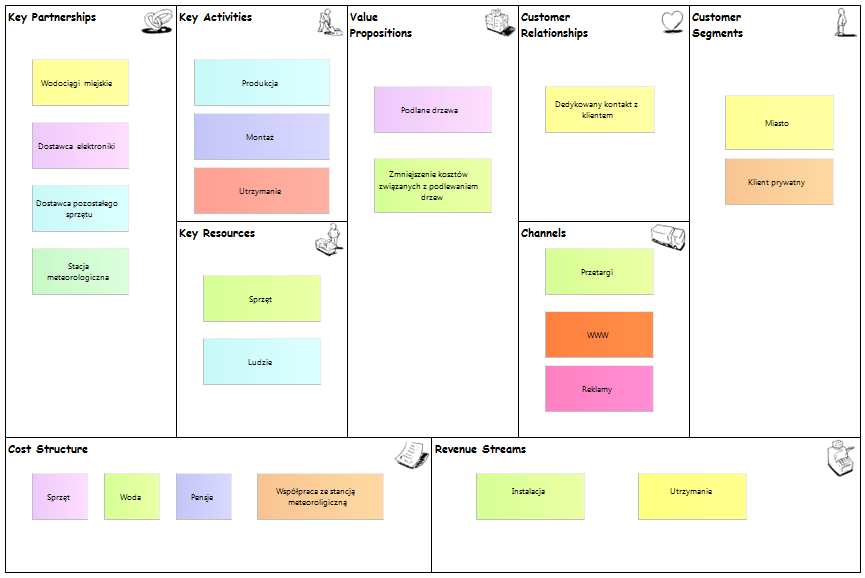 Key Partnerships
Wodociągi miejskie
Dostawca elektroniki
Dostawca pozostałego
sprzętu
Stacja
meteorologiczna
Key Activities
Produkcja
Montaż
Utrzymanie
Key Resources
Sprzęt
Ludzie
Value
Propositions
Podlane drzewa
Zmniejszenie kosztów
związanych z podlewaniem
drzew
Customer
Relationships
Dedykowany kontakt z
klientem
Channels
Przetargi
WWW
Reklamy
Customer
Segments
Miasto
Klient prywatny
Cost Structure
Sprzęt
Woda
Pensje
Współpraca ze stancją
meteoroligiczną
Revenue Streams
Instalacja
Utrzymanie